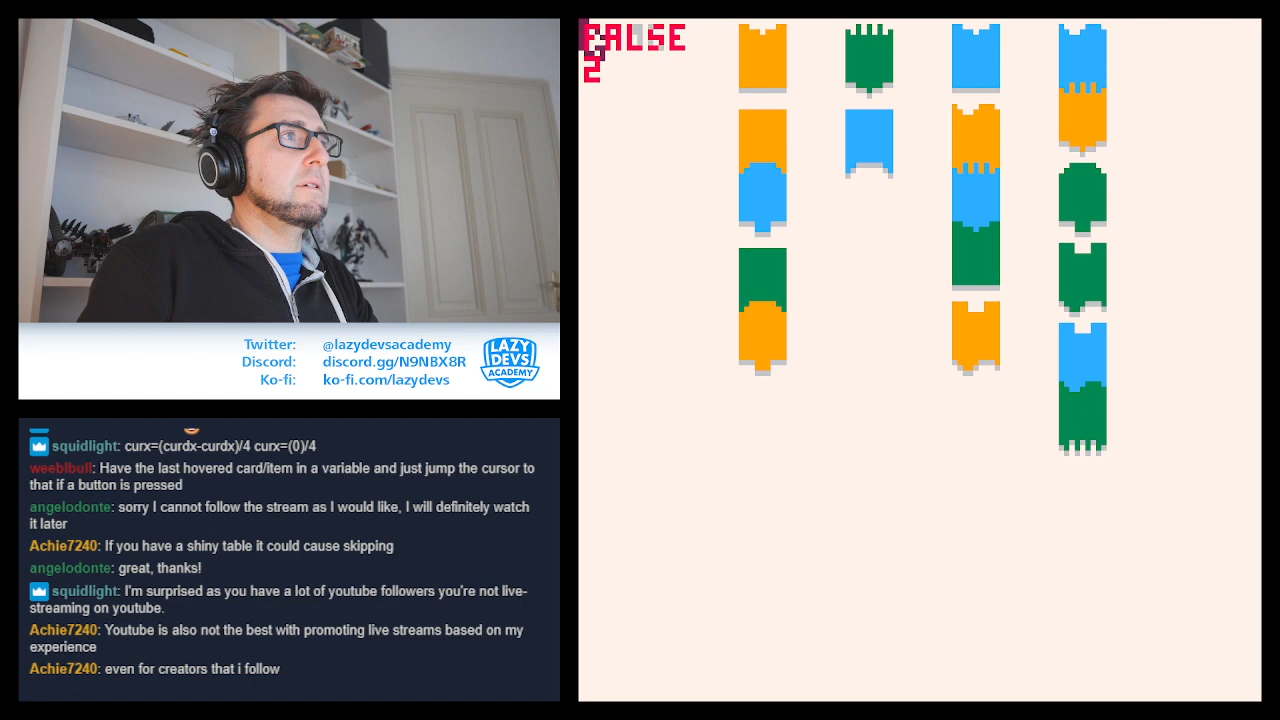 FALSE
2
Twitter: @lazydevsacademy
Discord: discord.gg/N9NBX8R
Ko-fi: ko-fi.com/lazydevs
LAZY
DEVS
ACADEMY
squidlight: curx=(curdx-curdx)/4 curx=(0)/4
weeblbull: Have the last hovered card/item in a variable and just jump the cursor to
that if a button is pressed
angelodonte: sorry I cannot follow the stream as I would like, I will definitely watch
it later
Achie7240: If you have a shiny table it could cause skipping
angelodonte: great, thanks!
squidlight: I'm surprised as you have a lot of youtube followers you're not live-
streaming on youtube.
Achie7240: Youtube is also not the best with promoting live streams based on my
experience
Achie7240: even for creators that i follow